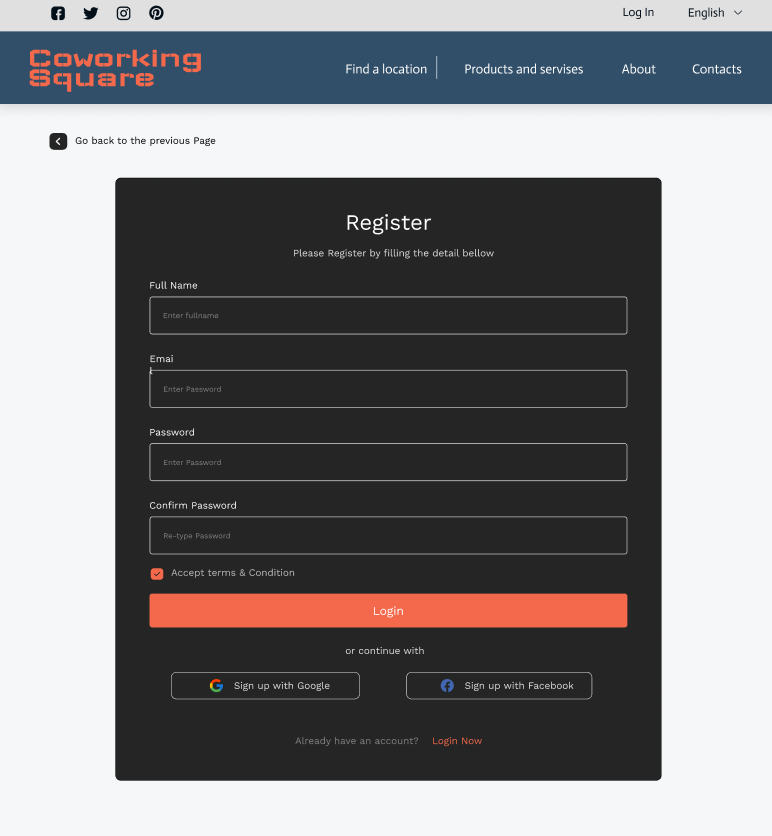 Log In English
Coworking
Square
Find a location Products and servises About Contacts
Go back to the previous Page
Register
Please Register by filling the detail bellow
Full Name
Enter fullname
Emai
l
Enter Password
Password
Enter Password
Confirm Password
Re-type Password
Accept terms & Condition
Login
or continue with
Sign up with Google Sign up with Facebook
Already have an account? Login Now